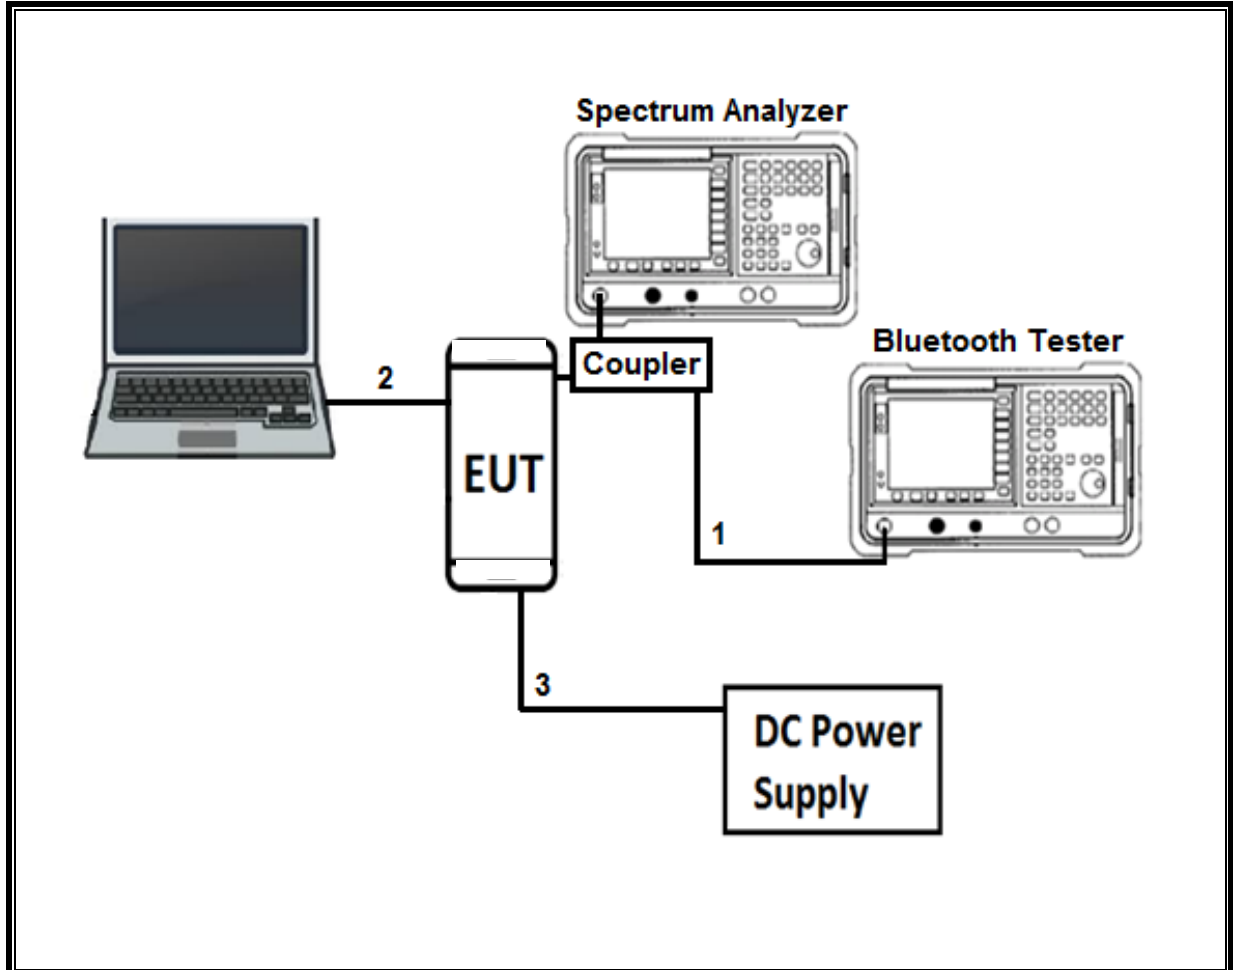 Spectrum Analyzer
Bluetooth Tester
Coupler
2
EUT
1
3
DC Power
Supply